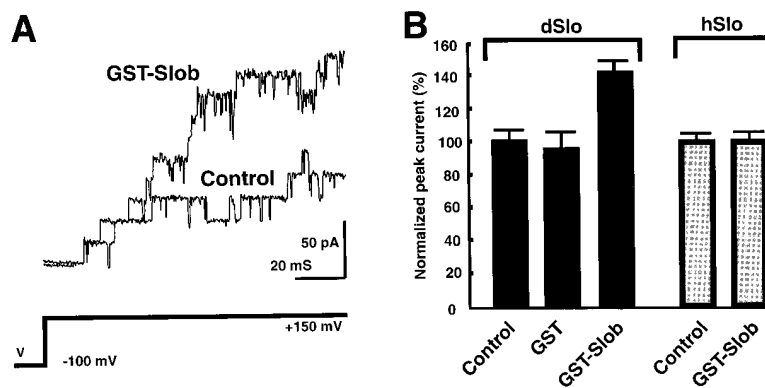 A
GST-Slob
Control
50 pA
20 mS
V
-100 mV
+150 mV
B
dSlo
hSlo
Normalized peak current (%)
160
140
120
100
80
60
40
20
0
Control
GST
GST-Slob
Control
GST-Slob